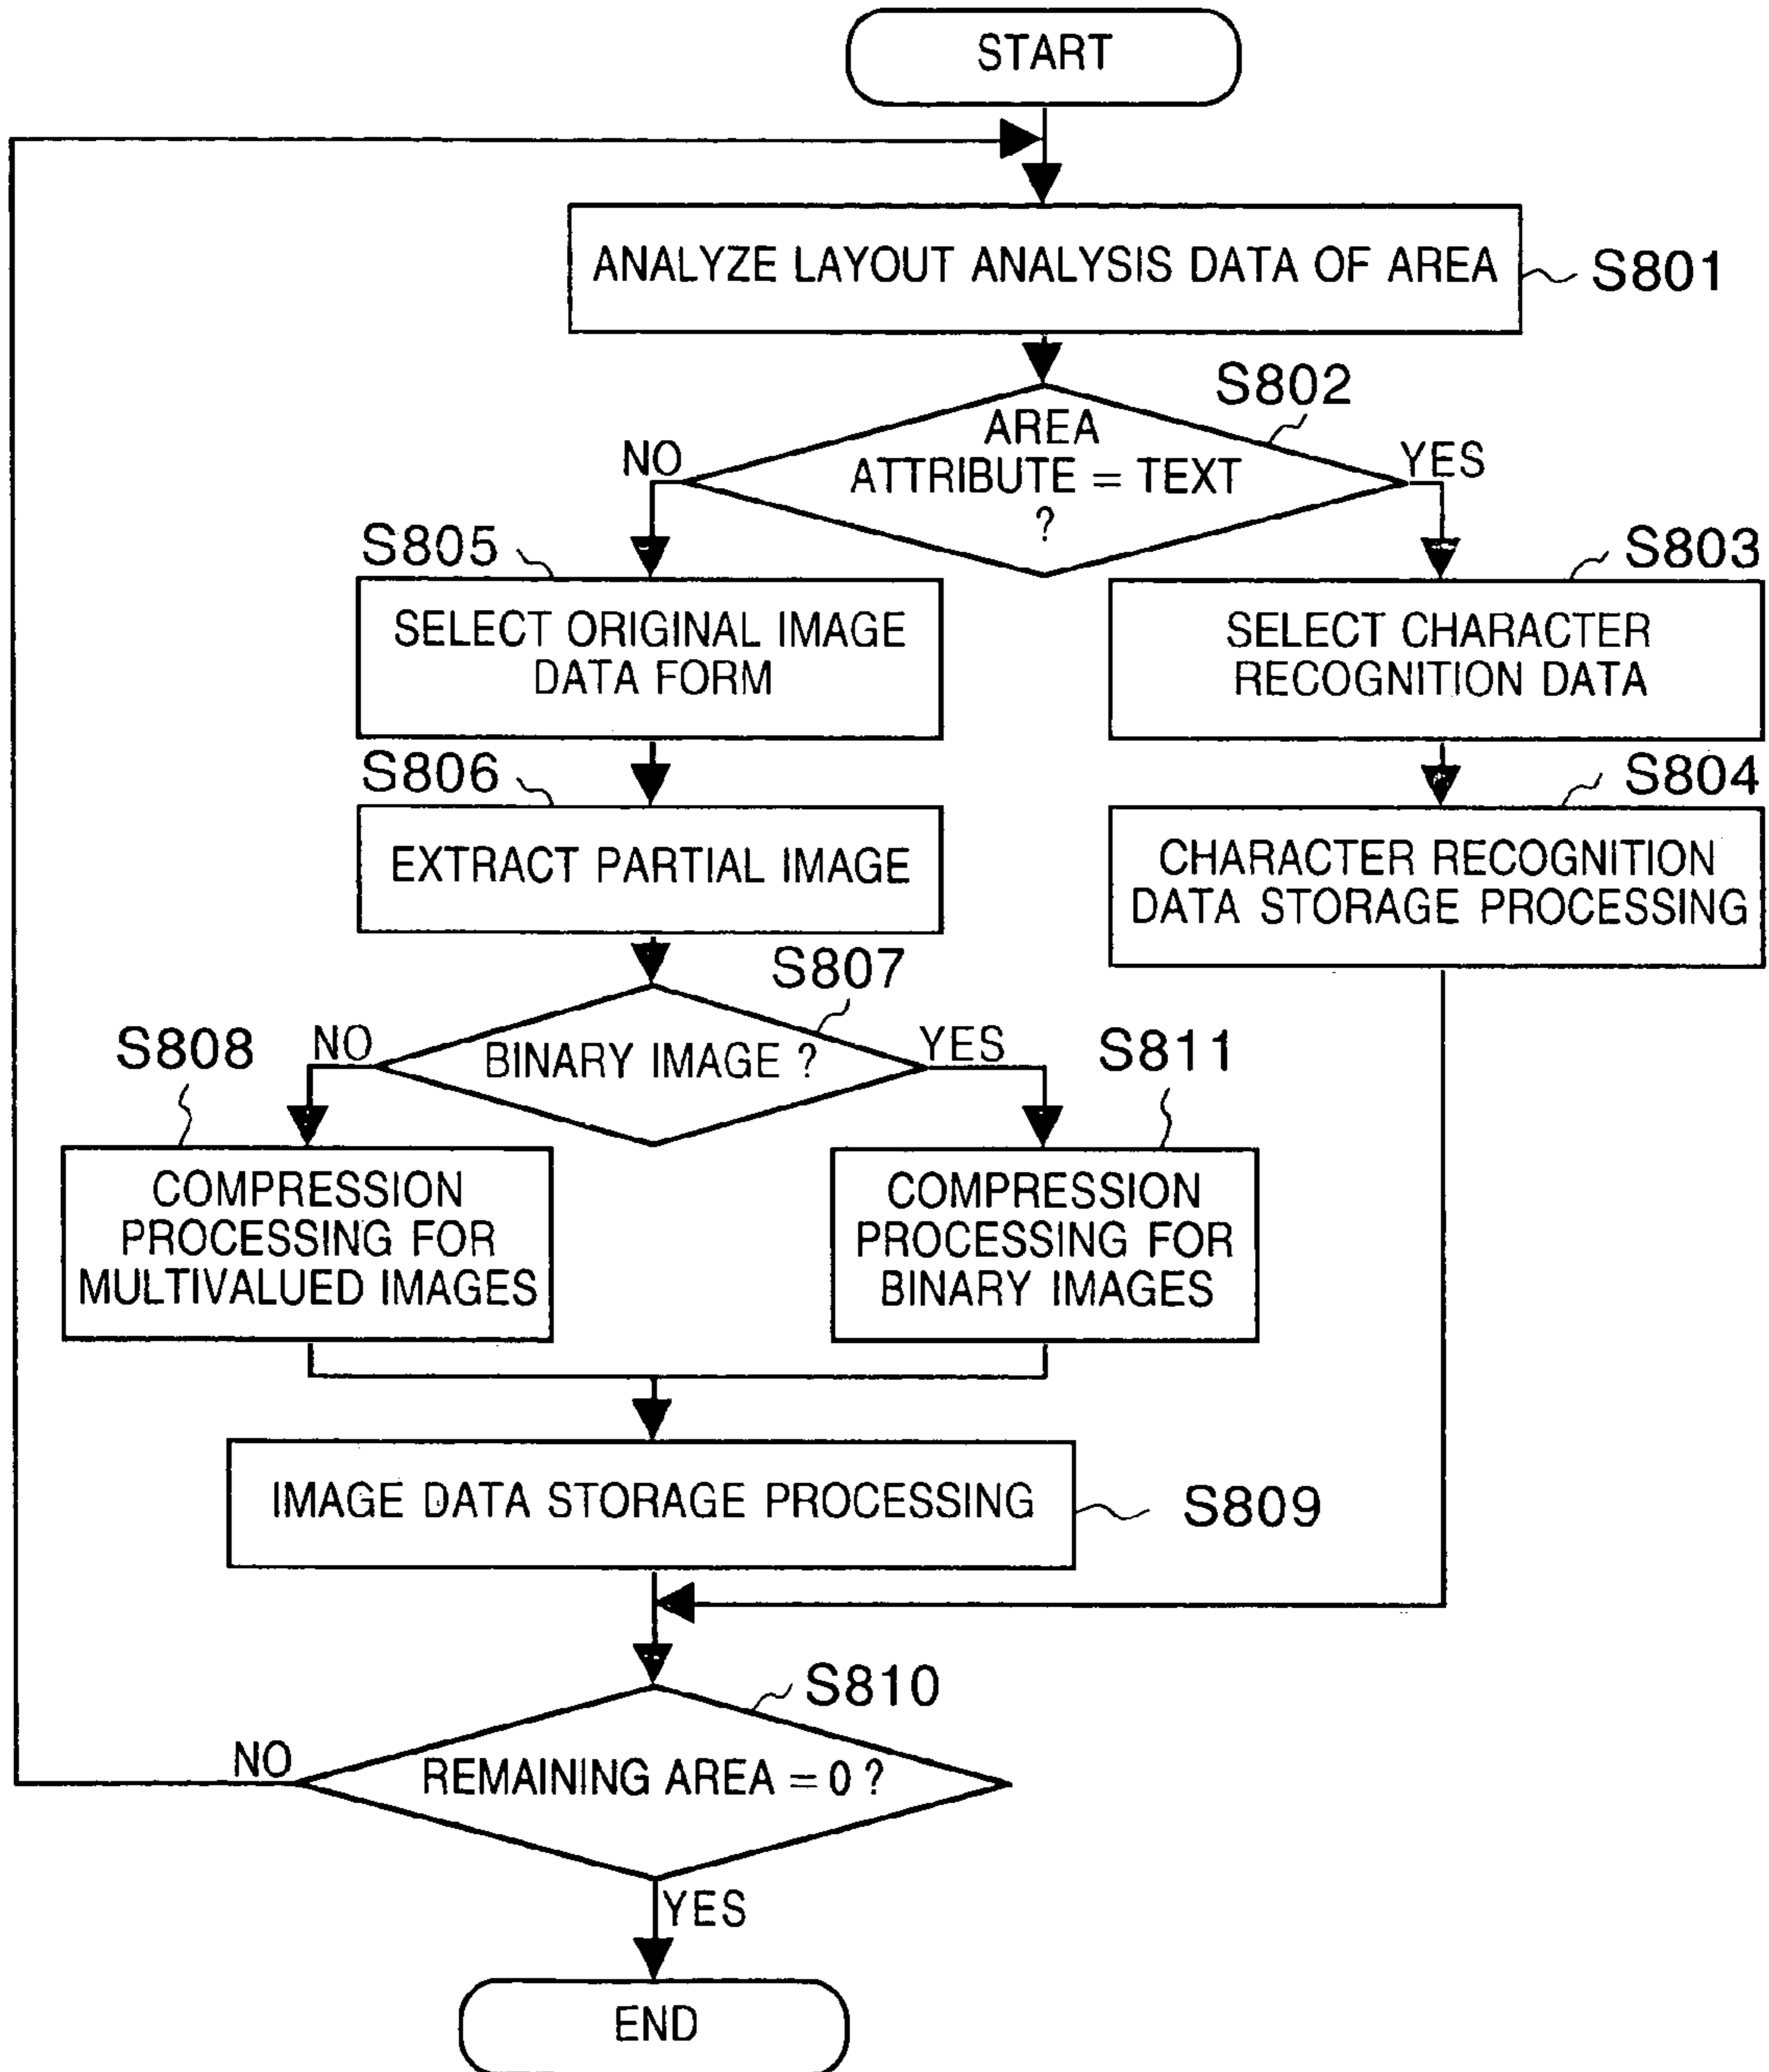 START
ANALYZE LAYOUT ANALYSIS DATA OF AREA
S801
S802
AREA
ATTRIBUTE = TEXT
?
NO
YES
S805
SELECT ORIGINAL IMAGE
DATA FORM
S803
SELECT CHARACTER
RECOGNITION DATA
S806
EXTRACT PARTIAL IMAGE
S804
CHARACTER RECOGNITION
DATA STORAGE PROCESSING
S807
BINARY IMAGE ?
NO
YES
S808
COMPRESSION
PROCESSING FOR
MULTIVALUED IMAGES
S811
COMPRESSION
PROCESSING FOR
BINARY IMAGES
IMAGE DATA STORAGE PROCESSING
S809
S810
REMAINING AREA = 0 ?
NO
YES
END